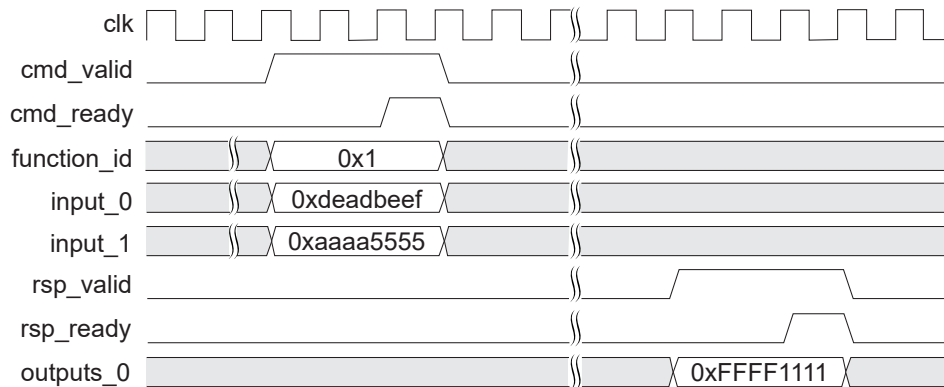 clk
cmd_valid
cmd_ready
function_id 0x1
input_0 0xdeadbeef
input_1 0xaaaa5555
rsp_valid
rsp_ready
outputs_0 0xFFFF1111